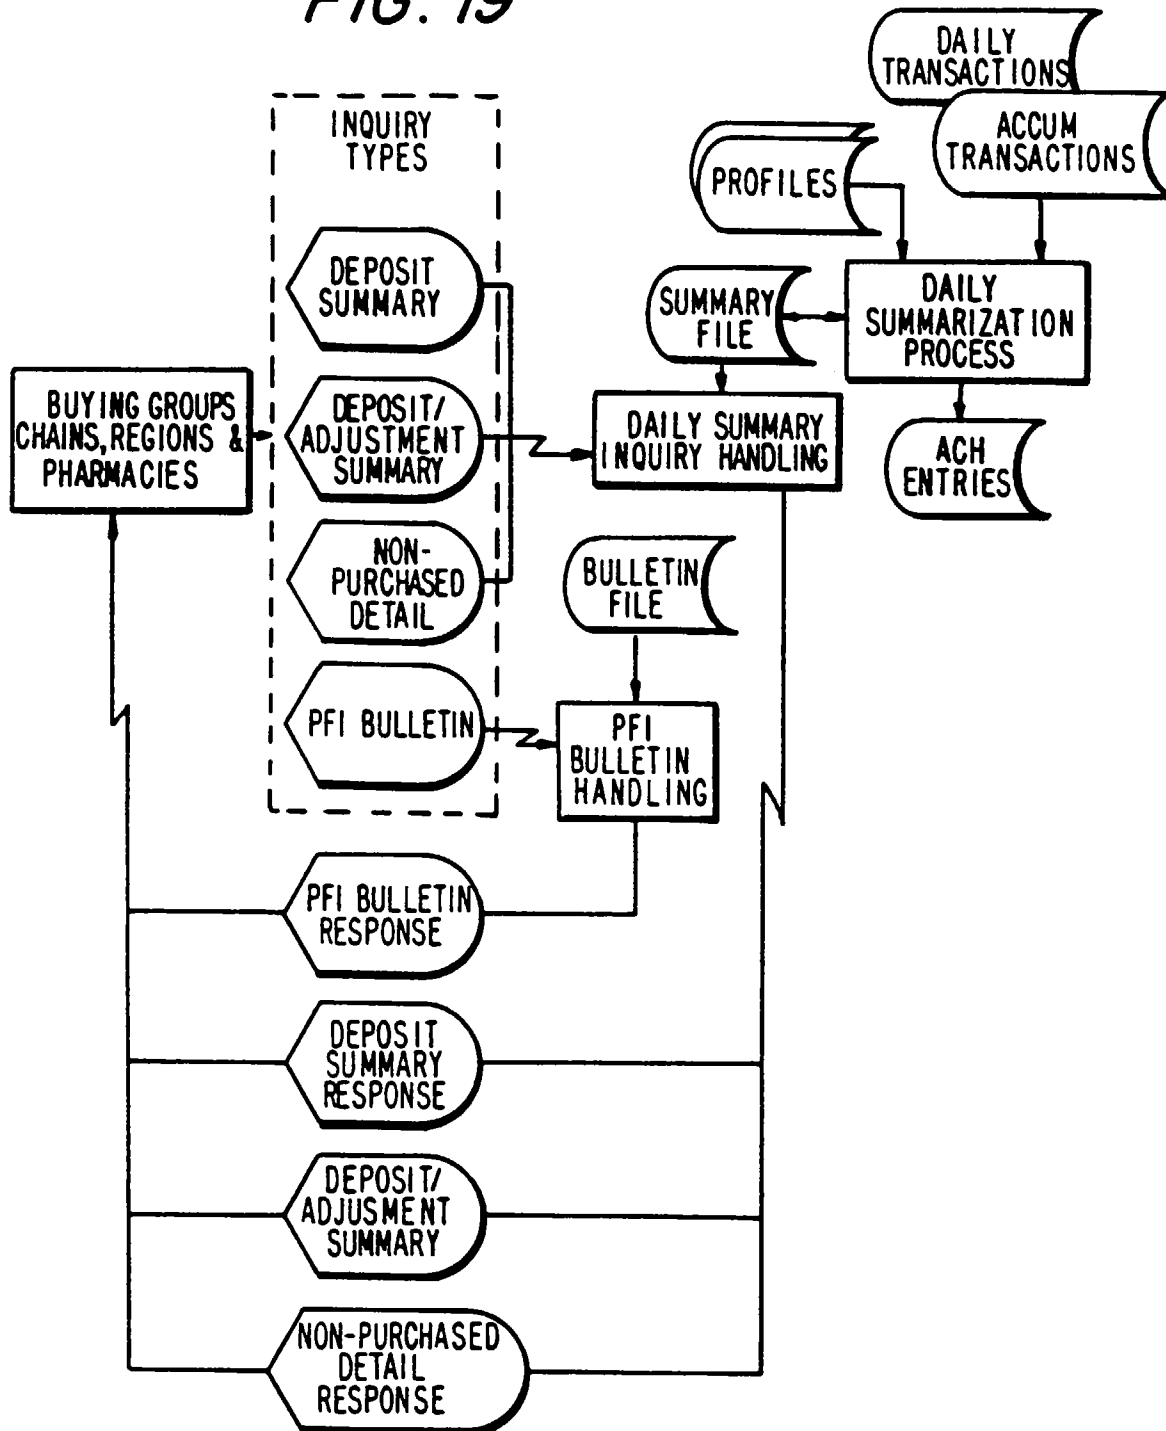 FIG. 19
DAILY
TRANSACTIONS
ACCUM
TRANSACTIONS
INQUIRY
TYPES
PROFILES
DEPOSIT
SUMMARY
SUMMARY
FILE
DAILY
SUMMARIZATION
PROCESS
BUYING GROUPS
CHAINS, REGIONS &
PHARMACIES
DEPOSIT/
ADJUSTMENT
SUMMARY
DAILY SUMMARY
INQUIRY HANDLING
ACH
ENTRIES
NON-
PURCHASED
DETAIL
BULLETIN
FILE
PFI BULLETIN
PFI
BULLETIN
HANDLING
PFI BULLETIN
RESPONSE
DEPOSIT
SUMMARY
RESPONSE
DEPOSIT/
ADJUSMENT
SUMMARY
NON-PURCHASED
DETAIL
RESPONSE